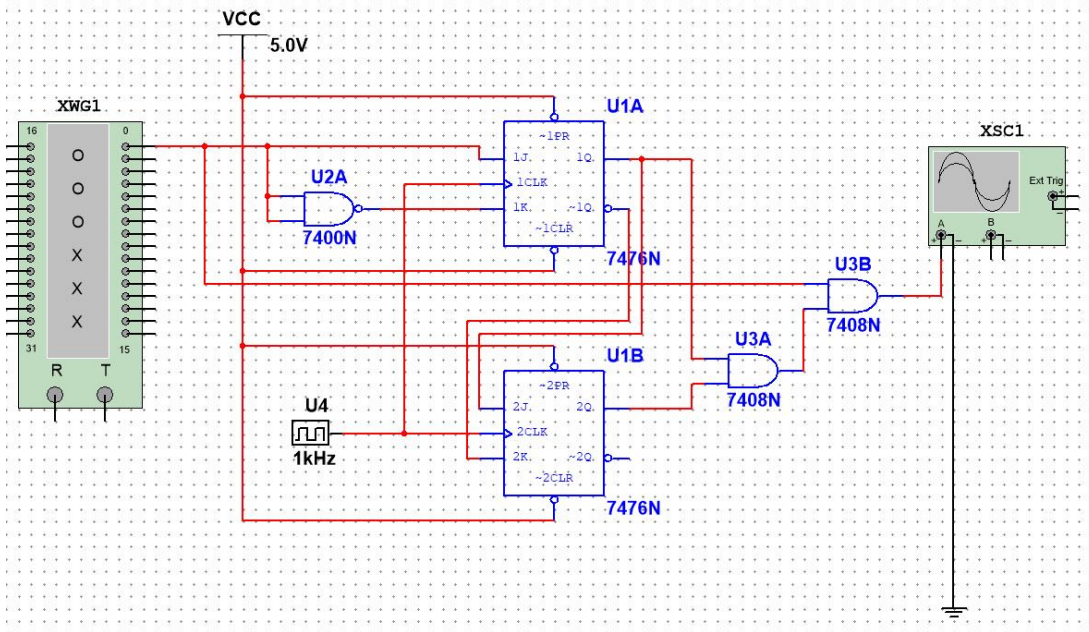 VCC
5.0V
XWG1
16
0
O
O
O
X
X
X
31
15
R
T
U2A
7400N
U1A
~1PR
1J
1Q
1CLK
1K
~1Q
~1CLR
7476N
U4
1kHz
U1B
~2PR
2J
2Q
2CLK
2K
~2Q
~2CLR
7476N
U3A
7408N
U3B
7408N
XSC1
Ext Trig
+
−
A
B
+
−
+
−